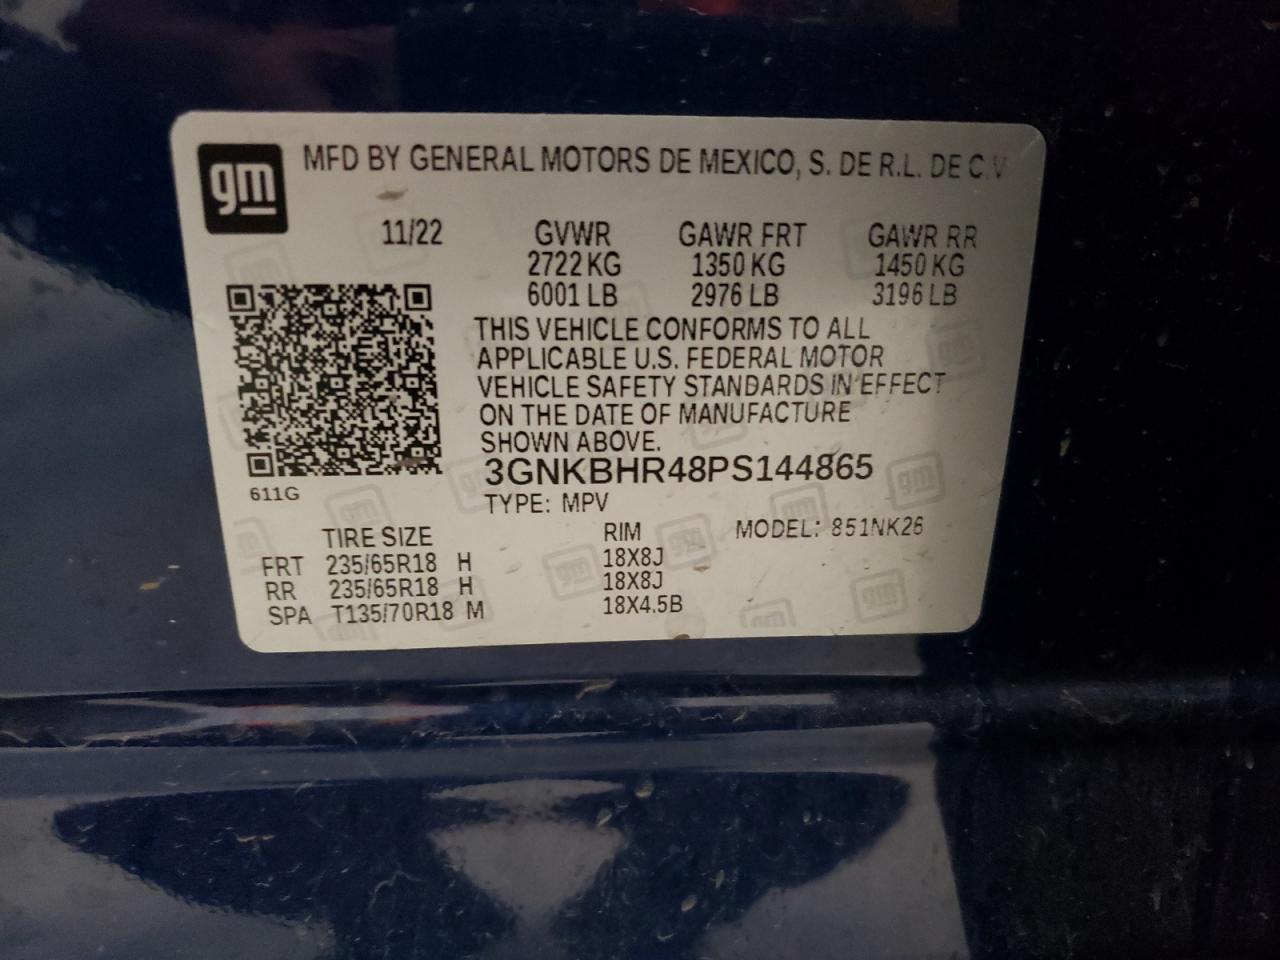 gm
MFD BY GENERAL MOTORS DE MEXICO, S. DE R.L. DE C.V
11/22 GVWR GAWR FRT GAWR RR
2722 KG 1350 KG 1450 KG
6001 LB 2976 LB 3196 LB
THIS VEHICLE CONFORMS TO ALL
APPLICABLE U.S. FEDERAL MOTOR
VEHICLE SAFETY STANDARDS IN EFFECT
ON THE DATE OF MANUFACTURE
SHOWN ABOVE.
3GNKBHR48PS144865
611G
TYPE: MPV
TIRE SIZE RIM MODEL: 851NK26
FRT 235/65R18 H 18X8J
RR 235/65R18 H 18X8J
SPA T135/70R18 M 18X4.5B